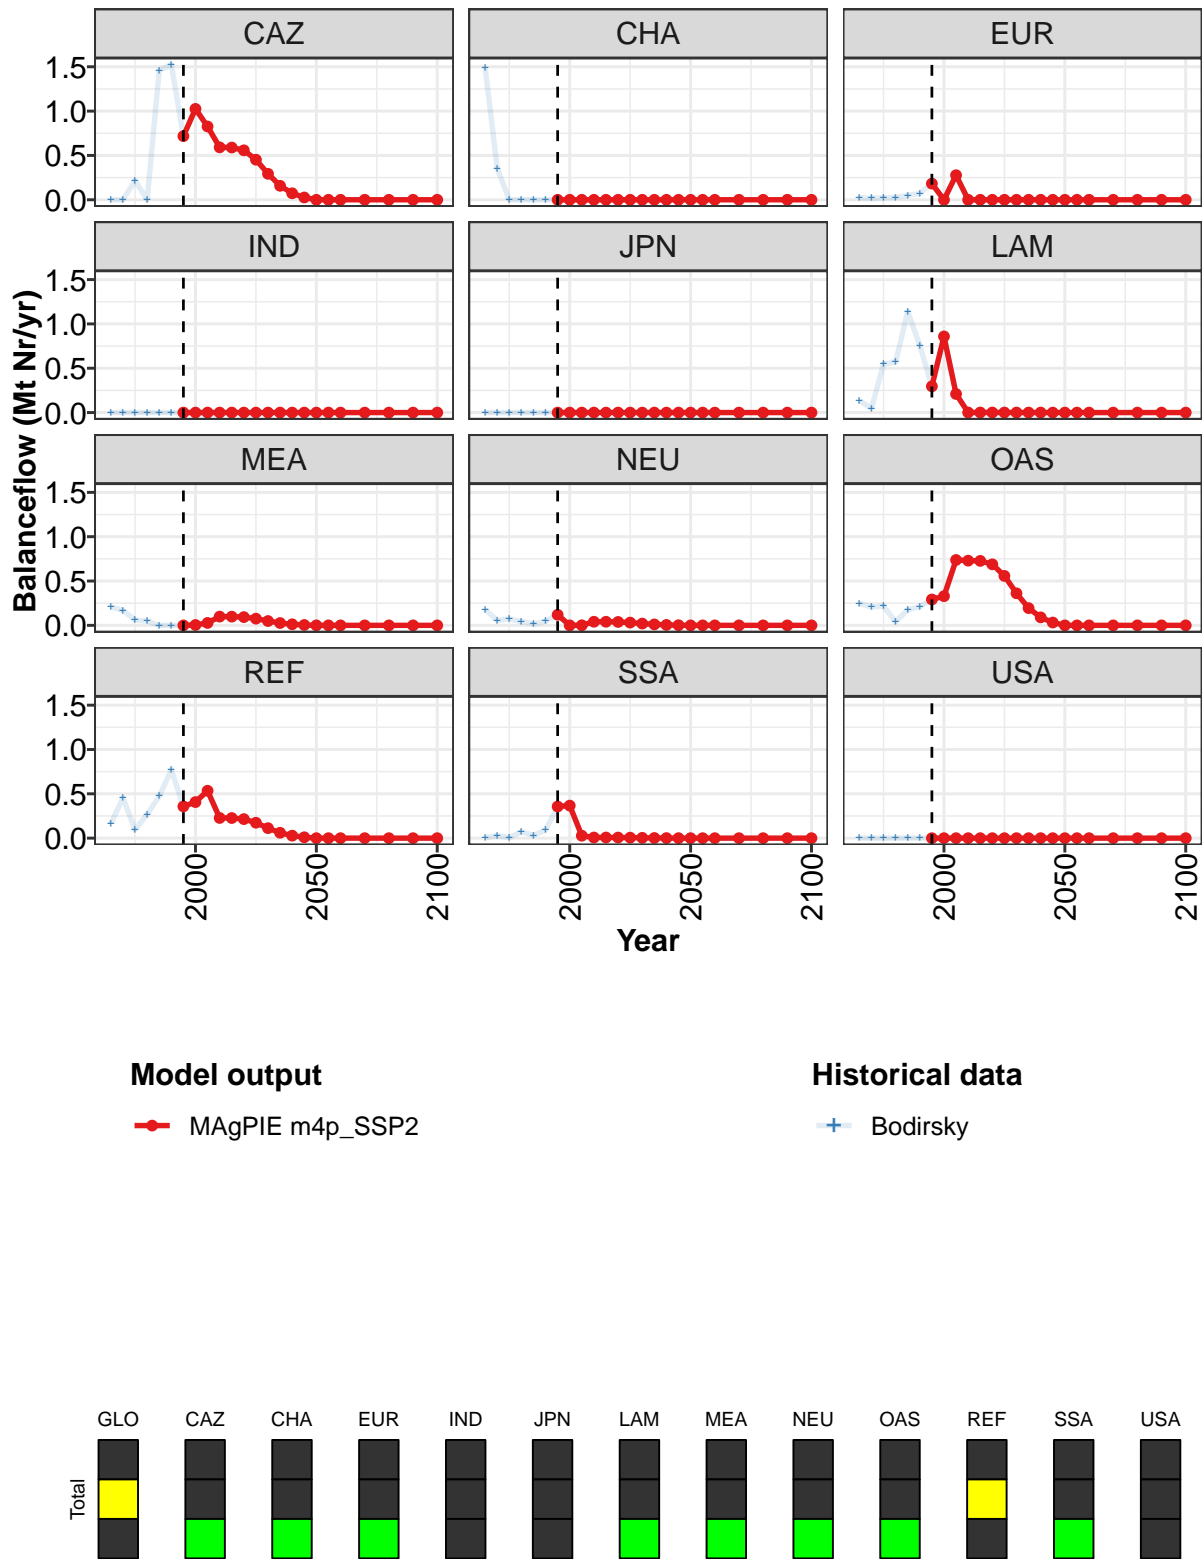 CAZ CHA EUR
1.5
1.0
0.5
0.0
IND JPN LAM
1.5
1.0
0.5
0.0
MEA NEU OAS
1.5
1.0
0.5
0.0
REF SSA USA
1.5
1.0
0.5
0.0
Balanceflow (Mt Nr/yr)
2000 2050 2100 2000 2050 2100 2000 2050 2100
Year
Model output Historical data
MAgPIE m4p_SSP2 Bodirsky
GLO CAZ CHA EUR IND JPN LAM MEA NEU OAS REF SSA USA
Total